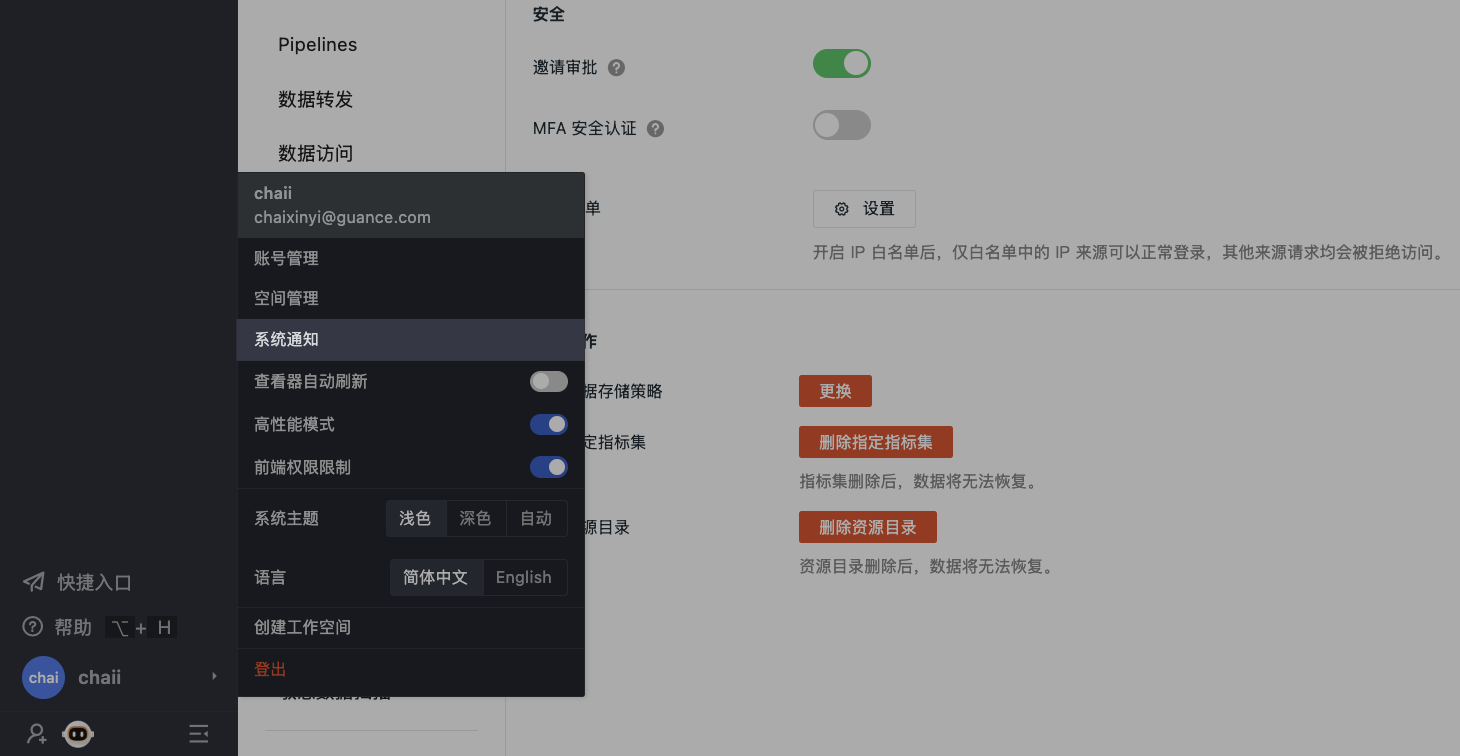 Pipelines
数据转发
数据访问
安全
邀请审批
MFA 安全认证
单
设置
开启 IP 白名单后，仅白名单中的 IP 来源可以正常登录，其他来源请求均会被拒绝访问。
作
据存储策略
更换
定指标集
删除指定指标集
指标集删除后，数据将无法恢复。
源目录
删除资源目录
资源目录删除后，数据将无法恢复。
chaii
chaixinyi@guance.com
账号管理
空间管理
系统通知
查看器自动刷新
高性能模式
前端权限限制
系统主题
浅色 深色 自动
语言
简体中文 English
创建工作空间
登出
快捷入口
帮助 ⌥ + H
chai chaii